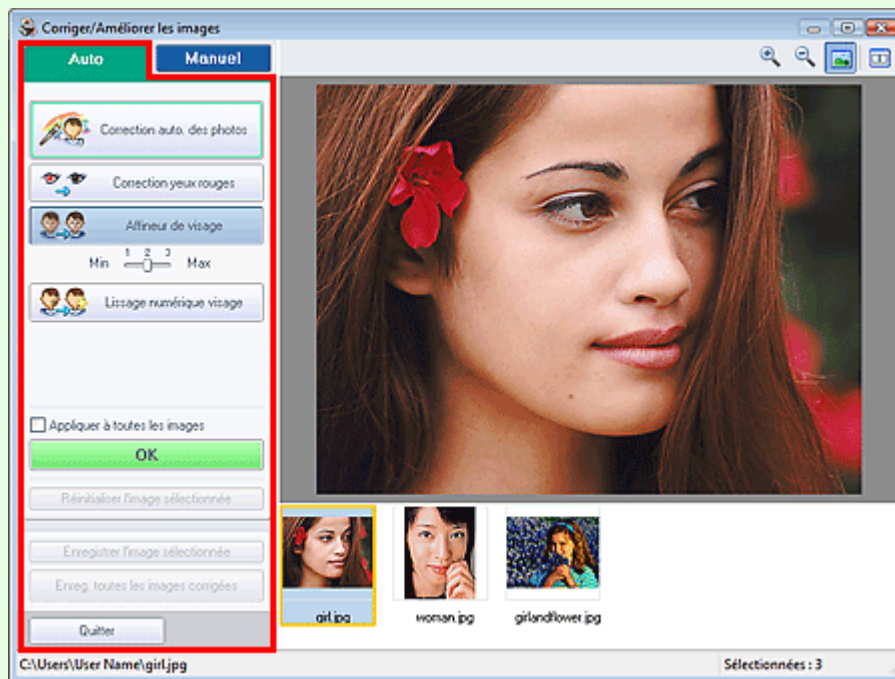 Corriger/Améliorer les images
Auto
Manuel
Correction auto. des photos
Correction yeux rouges
Affineur de visage
1 2 3
Min Max
Lissage numérique visage
Appliquer à toutes les images
OK
Réinitialiser l'image sélectionnée
Enregistrer l'image sélectionnée
Enreg. toutes les images corrigées
Quitter
girl.jpg
woman.jpg
girlandflower.jpg
C:\Users\User Name\girl.jpg
Sélectionnées : 3